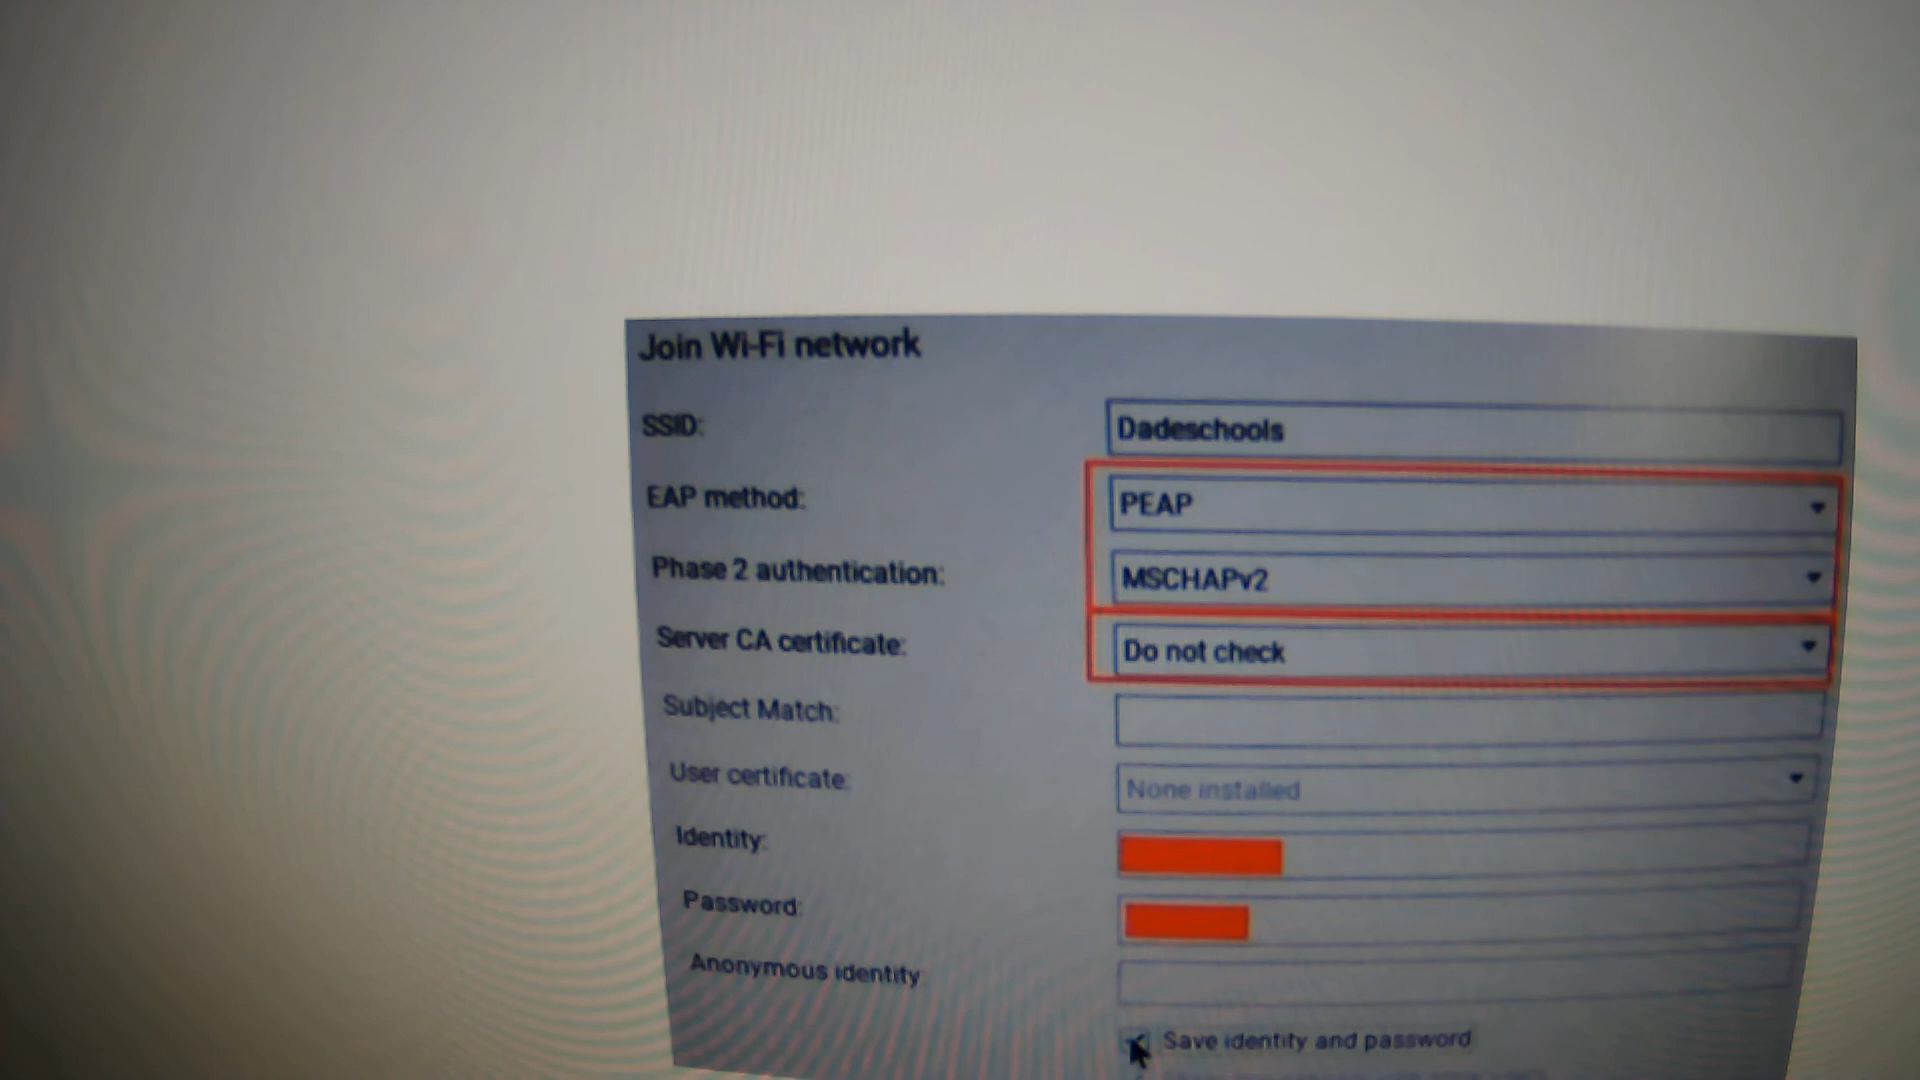 Join Wi-Fi network
SSID: Dadeschools
EAP method: PEAP
Phase 2 authentication: MSCHAPv2
Server CA certificate: Do not check
Subject Match:
User certificate: None installed
Identity:
Password:
Anonymous identity
Save identity and password